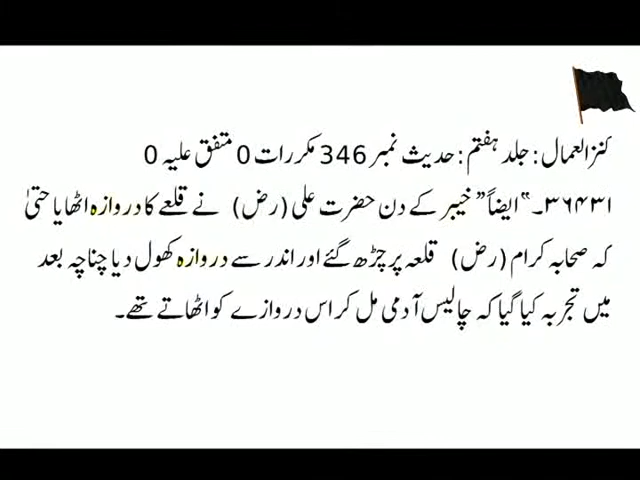 کنزالعمال : جلد ہفتم : حدیث نمبر 346 مکررات 0 متفق علیہ 0
۳۶۴۳۱۔ "ایضاً" خیبر کے دن حضرت علی (رض) نے قلعے کا دروازہ اٹھایا حتیٰ
کہ صحابہ کرام (رض) قلعہ پر چڑھ گئے اور اندر سے دروازہ کھول دیا چناچہ بعد
میں تجربہ کیا گیا کہ چالیس آدمی مل کر اس دروازے کو اٹھاتے تھے۔